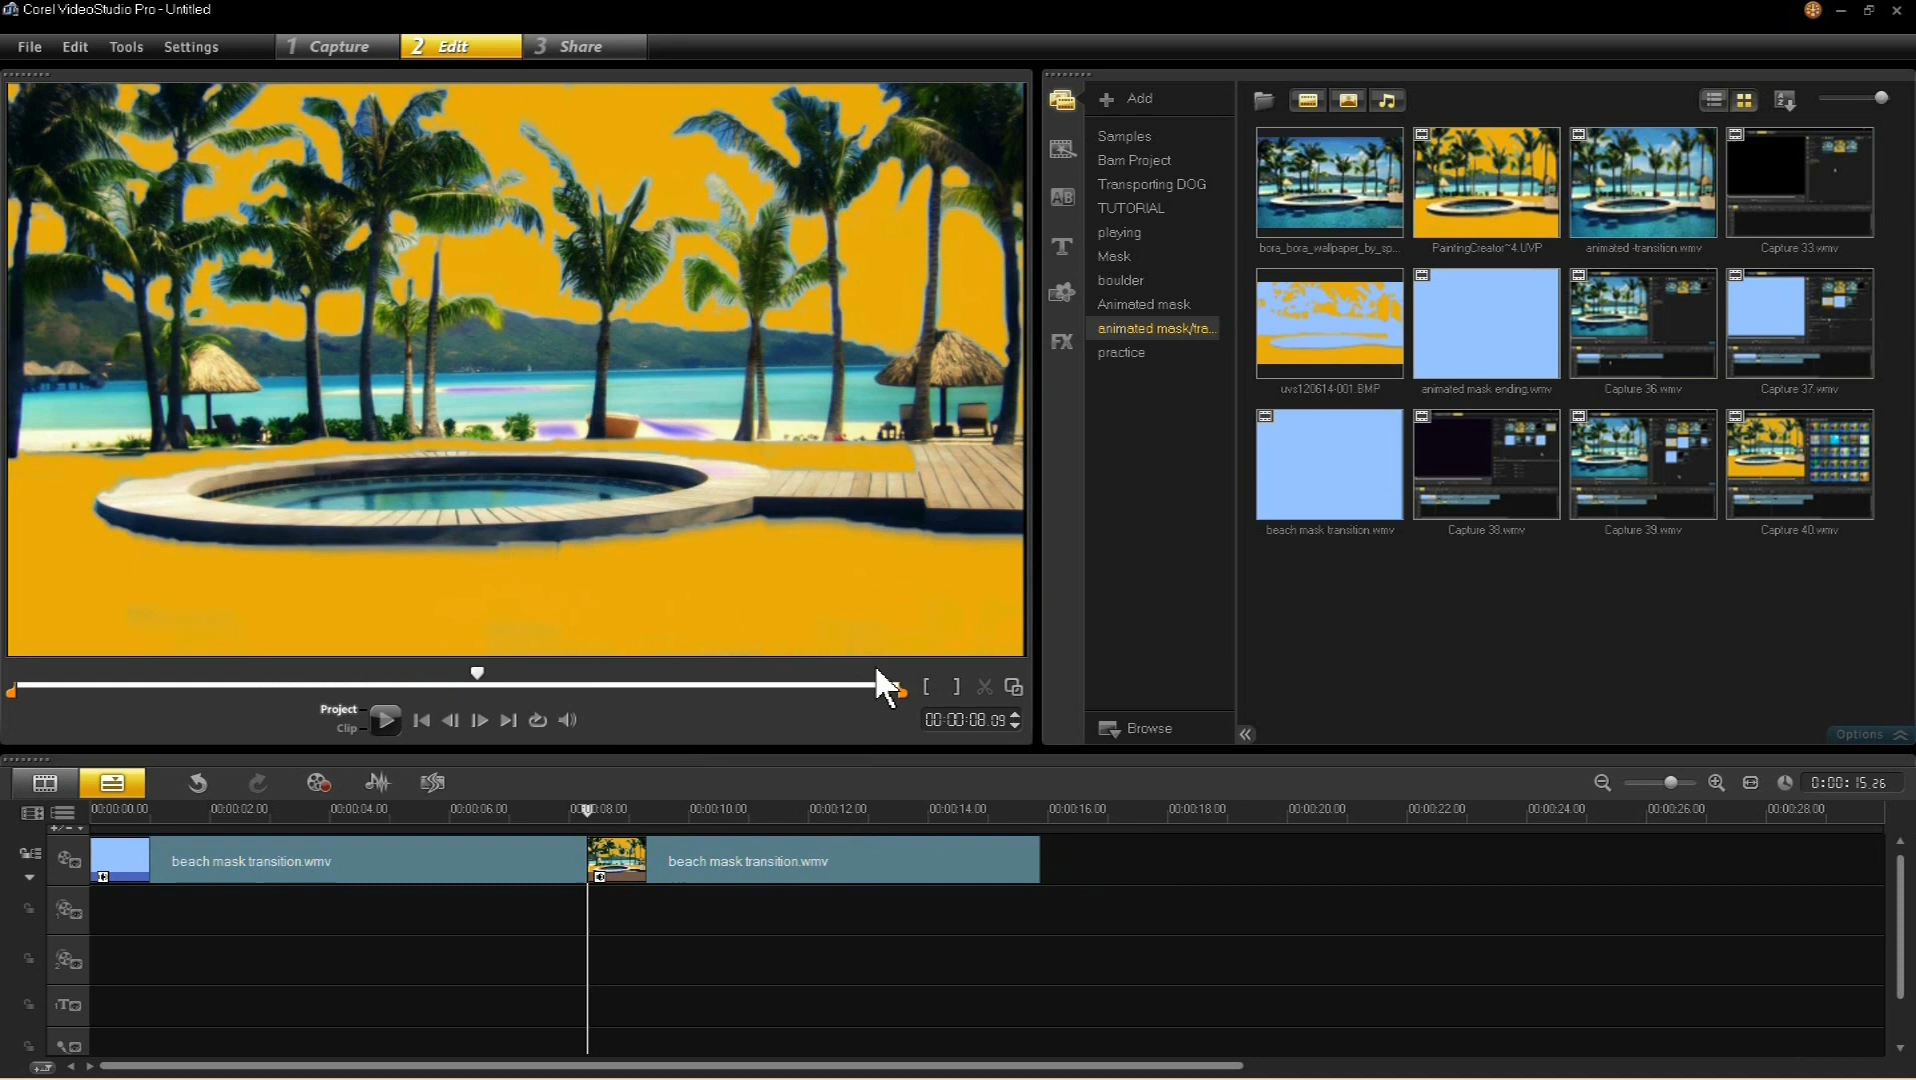 Corel VideoStudio Pro - Untitled
File Edit Tools Settings
1 Capture
2 Edit
3 Share
Add
Samples
Bam Project
Transporting DOG
TUTORIAL
playing
Mask
boulder
Animated mask
animated mask/tra...
practice
Browse
AB
T
FX
bora_bora_wallpaper_by_sp...
PaintingCreator~4.UVP
animated -transition.wmv
Capture 33.wmv
uvs120614-001.BMP
animated mask ending.wmv
Capture 36.wmv
Capture 37.wmv
beach mask transition.wmv
Capture 38.wmv
Capture 39.wmv
Capture 40.wmv
Options
Project
Clip
[ ]
00:00:08.09
0:00:15.26
00:00:00.00 00:00:02.00 00:00:04.00 00:00:06.00 00:00:08.00 00:00:10.00 00:00:12.00 00:00:14.00 00:00:16.00 00:00:18.00 00:00:20.00 00:00:22.00 00:00:24.00 00:00:26.00 00:00:28.00
beach mask transition.wmv
beach mask transition.wmv
1
2
1T